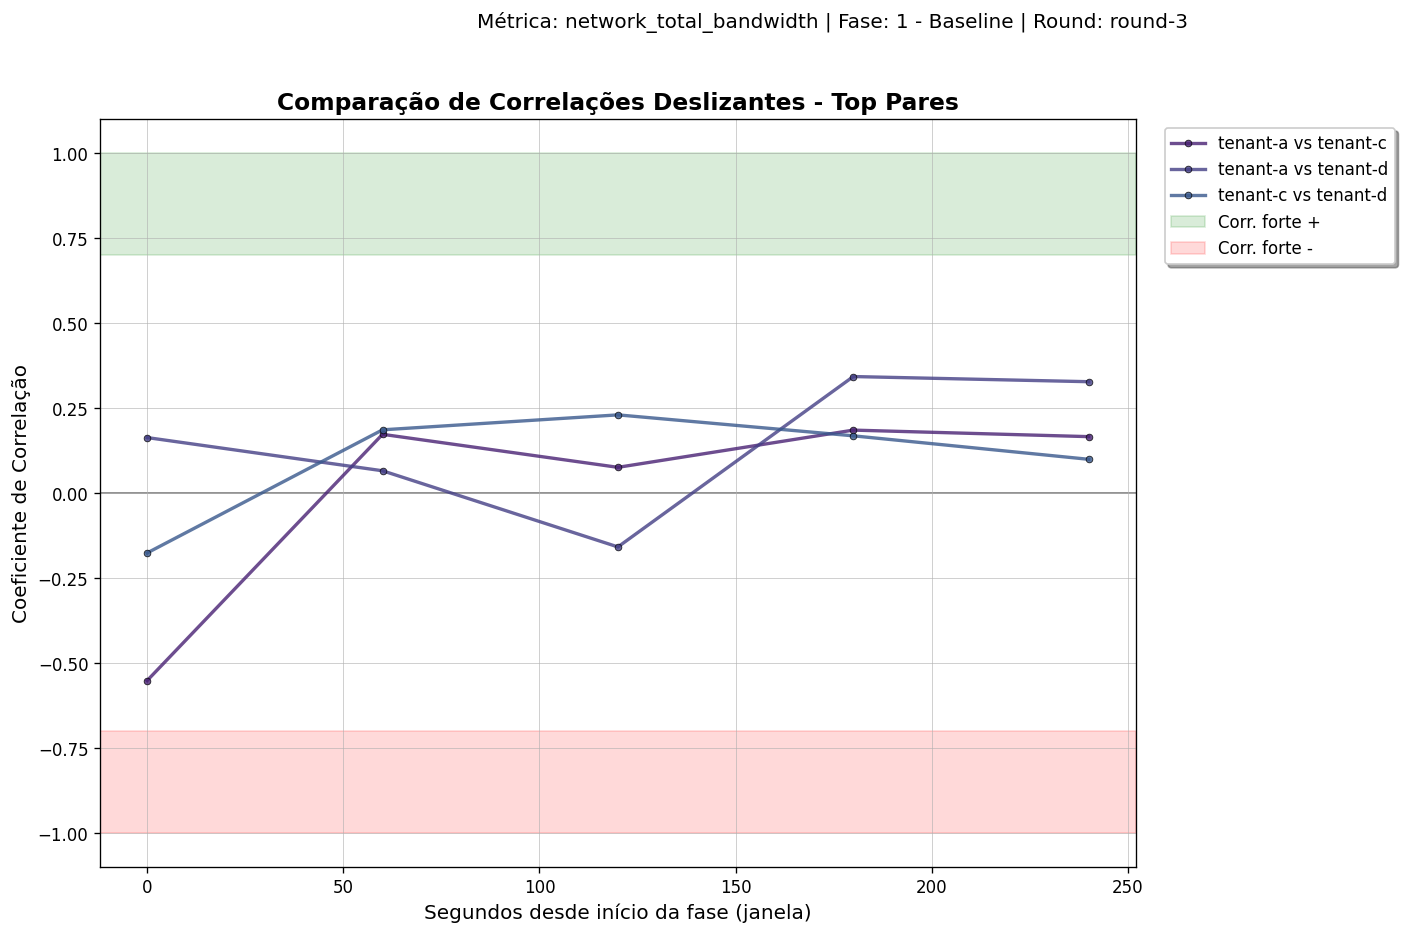 Métrica: network_total_bandwidth | Fase: 1 - Baseline | Round: round-3
Comparação de Correlações Deslizantes - Top Pares
tenant-a vs tenant-c
tenant-a vs tenant-d
tenant-c vs tenant-d
Corr. forte +
Corr. forte -
Coeficiente de Correlação
1.00
0.75
0.50
0.25
0.00
−0.25
−0.50
−0.75
−1.00
0
50
100
150
200
250
Segundos desde início da fase (janela)